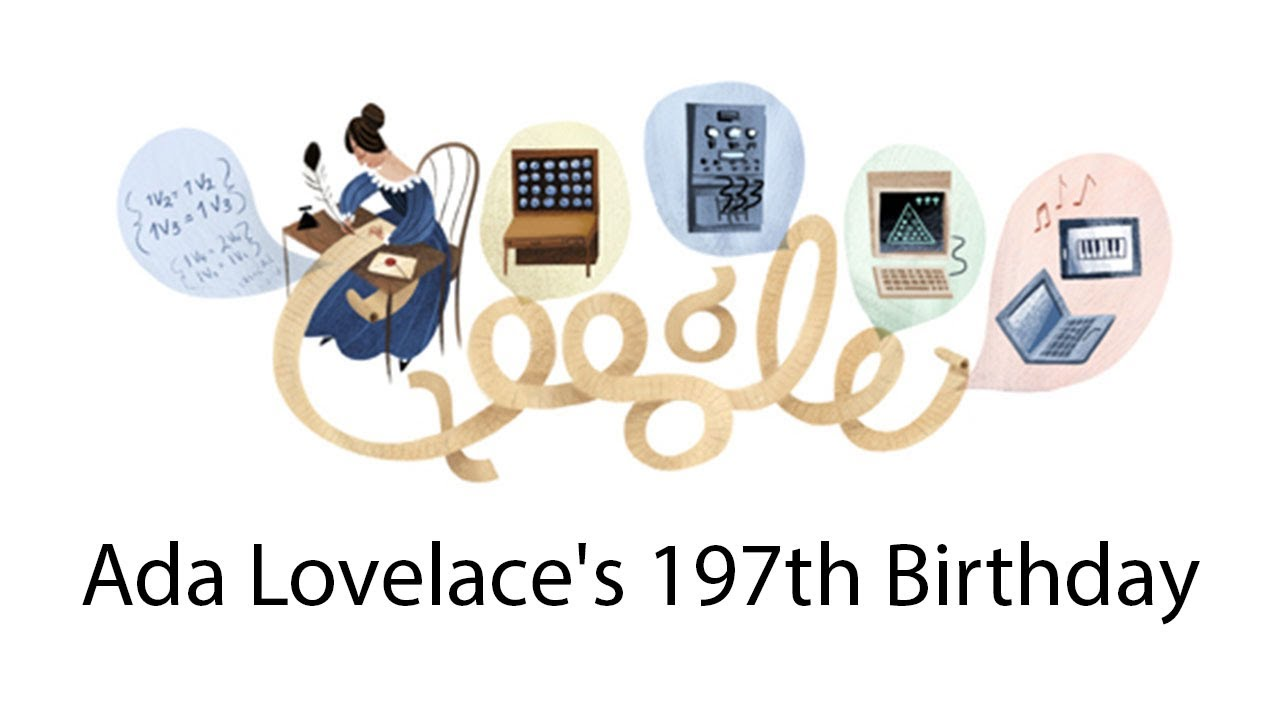 1V2 = 1V2
1V3 = 1V3
Google
Ada Lovelace's 197th Birthday